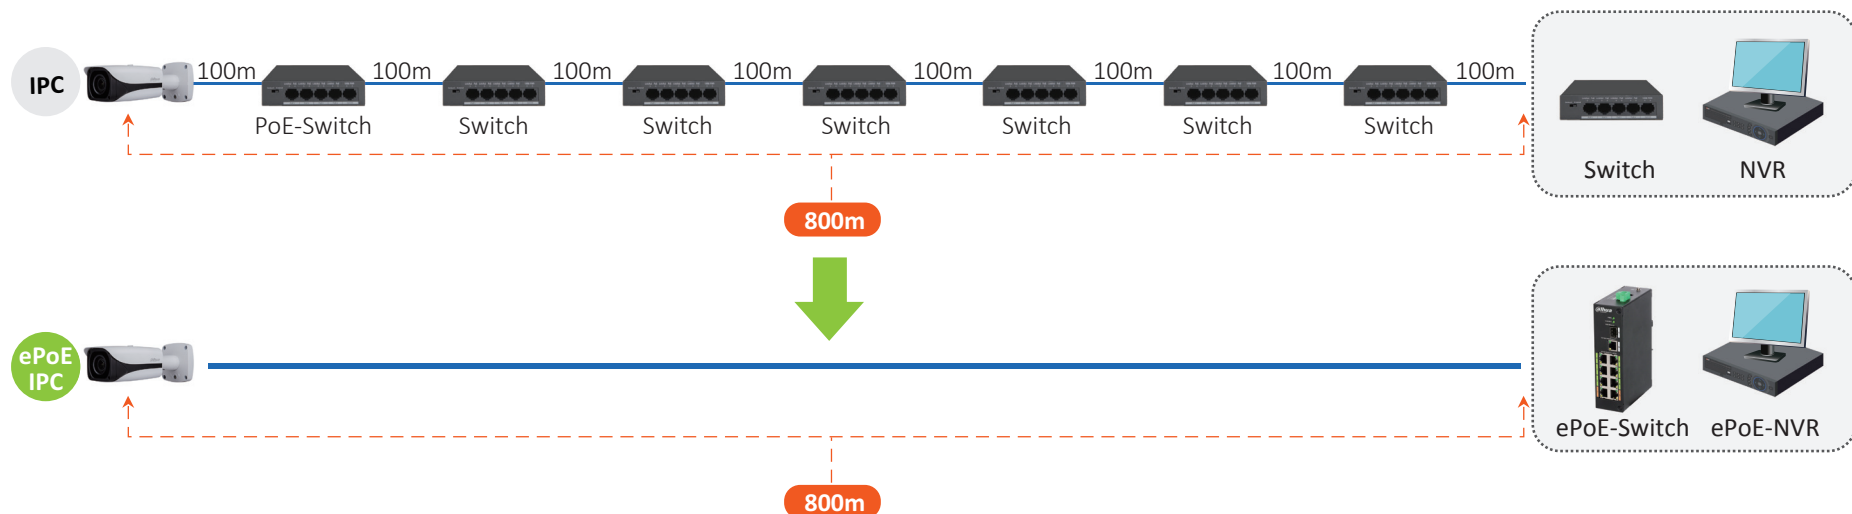 IPC
100m 100m 100m 100m 100m 100m 100m 100m
PoE-Switch Switch Switch Switch Switch Switch Switch
Switch NVR
800m
ePoE
IPC
ePoE-Switch ePoE-NVR
800m